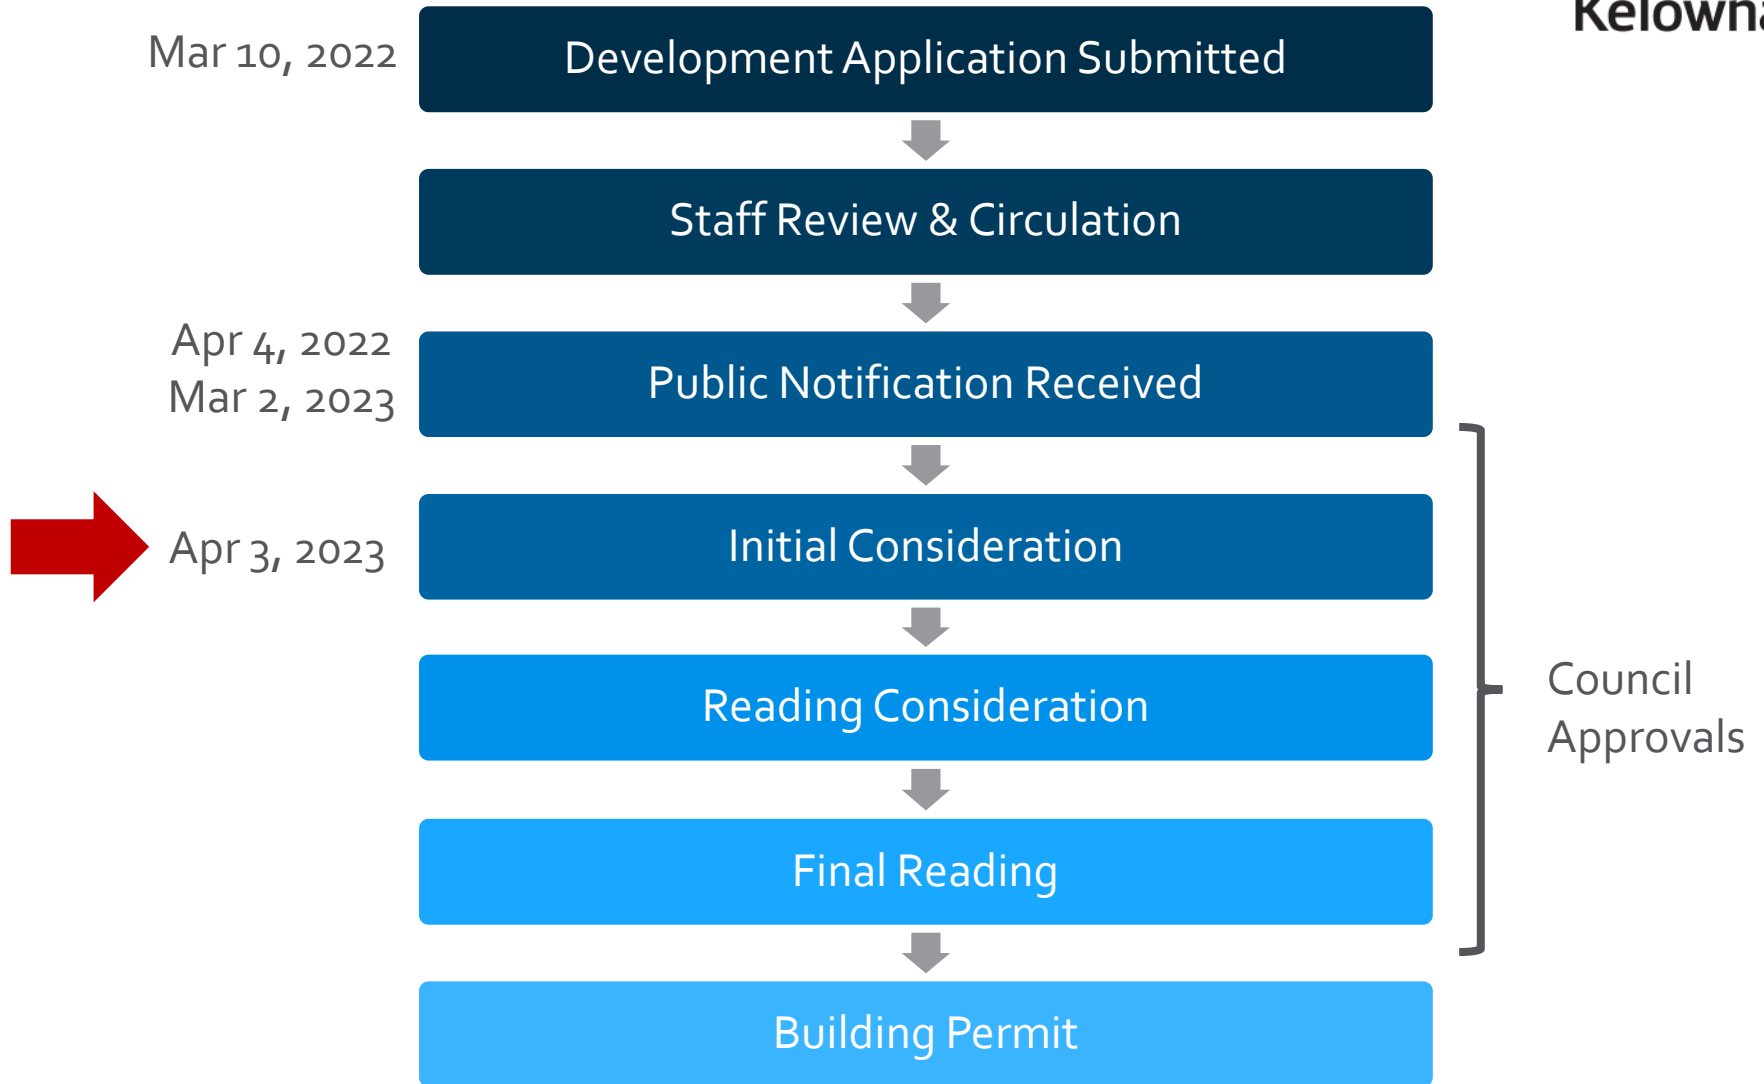 Kelowna
Mar 10, 2022
Development Application Submitted
Staff Review & Circulation
Apr 4, 2022
Mar 2, 2023
Public Notification Received
Apr 3, 2023
Initial Consideration
Reading Consideration
Final Reading
Council
Approvals
Building Permit